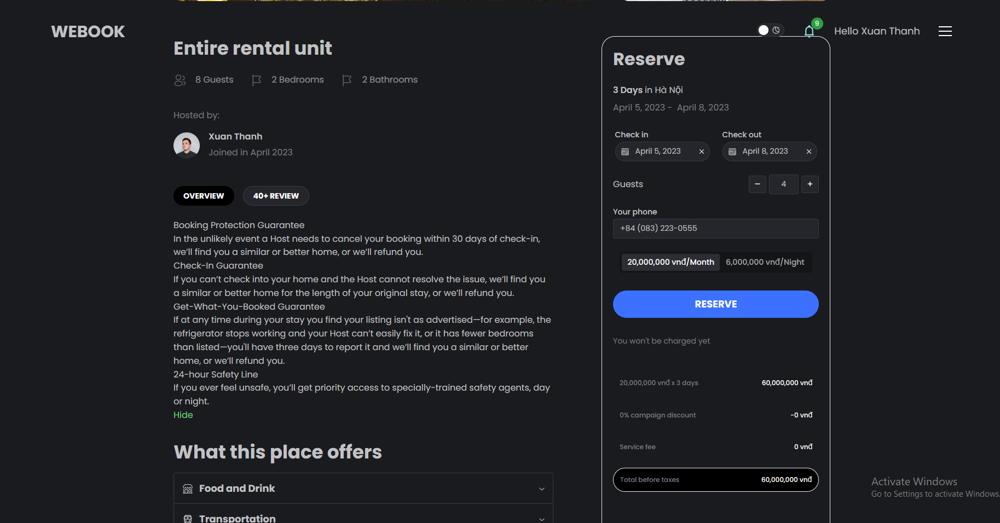 WEBOOK
9
Hello Xuan Thanh
Entire rental unit
8 Guests
2 Bedrooms
2 Bathrooms
Hosted by:
Xuan Thanh
Joined in April 2023
OVERVIEW
40+ REVIEW
Booking Protection Guarantee
In the unlikely event a Host needs to cancel your booking within 30 days of check-in,
we’ll find you a similar or better home, or we’ll refund you.
Check-In Guarantee
If you can’t check into your home and the Host cannot resolve the issue, we’ll find you
a similar or better home for the length of your original stay, or we’ll refund you.
Get-What-You-Booked Guarantee
If at any time during your stay you find your listing isn't as advertised—for example, the
refrigerator stops working and your Host can’t easily fix it, or it has fewer bedrooms
than listed—you'll have three days to report it and we’ll find you a similar or better
home, or we’ll refund you.
24-hour Safety Line
If you ever feel unsafe, you’ll get priority access to specially-trained safety agents, day
or night.
Hide
What this place offers
Food and Drink
Transportation
Reserve
3 Days in Hà Nội
April 5, 2023 - April 8, 2023
Check in
Check out
April 5, 2023
April 8, 2023
Guests
− 4 +
Your phone
+84 (083) 223-0555
20,000,000 vnđ/Month
6,000,000 vnđ/Night
RESERVE
You won't be charged yet
20,000,000 vnđ x 3 days
60,000,000 vnđ
0% campaign discount
-0 vnđ
Service fee
0 vnđ
Total before taxes
60,000,000 vnđ
Activate Windows
Go to Settings to activate Windows.